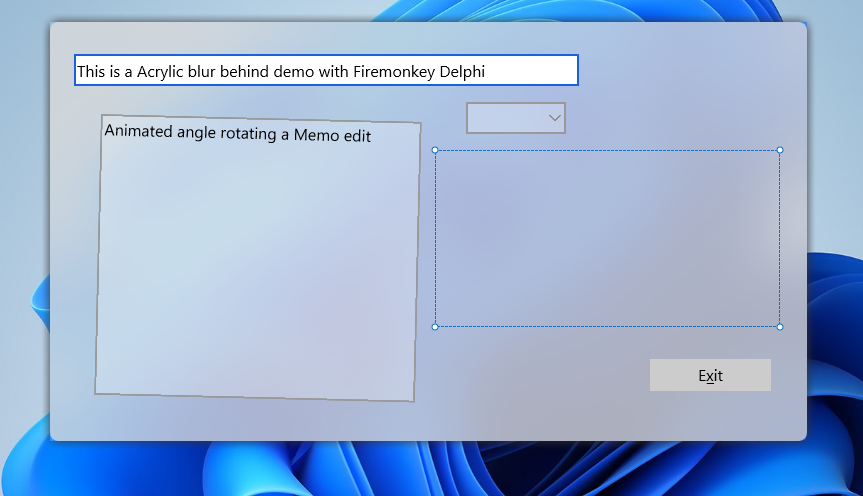 This is a Acrylic blur behind demo with Firemonkey Delphi
Animated angle rotating a Memo edit
Exit